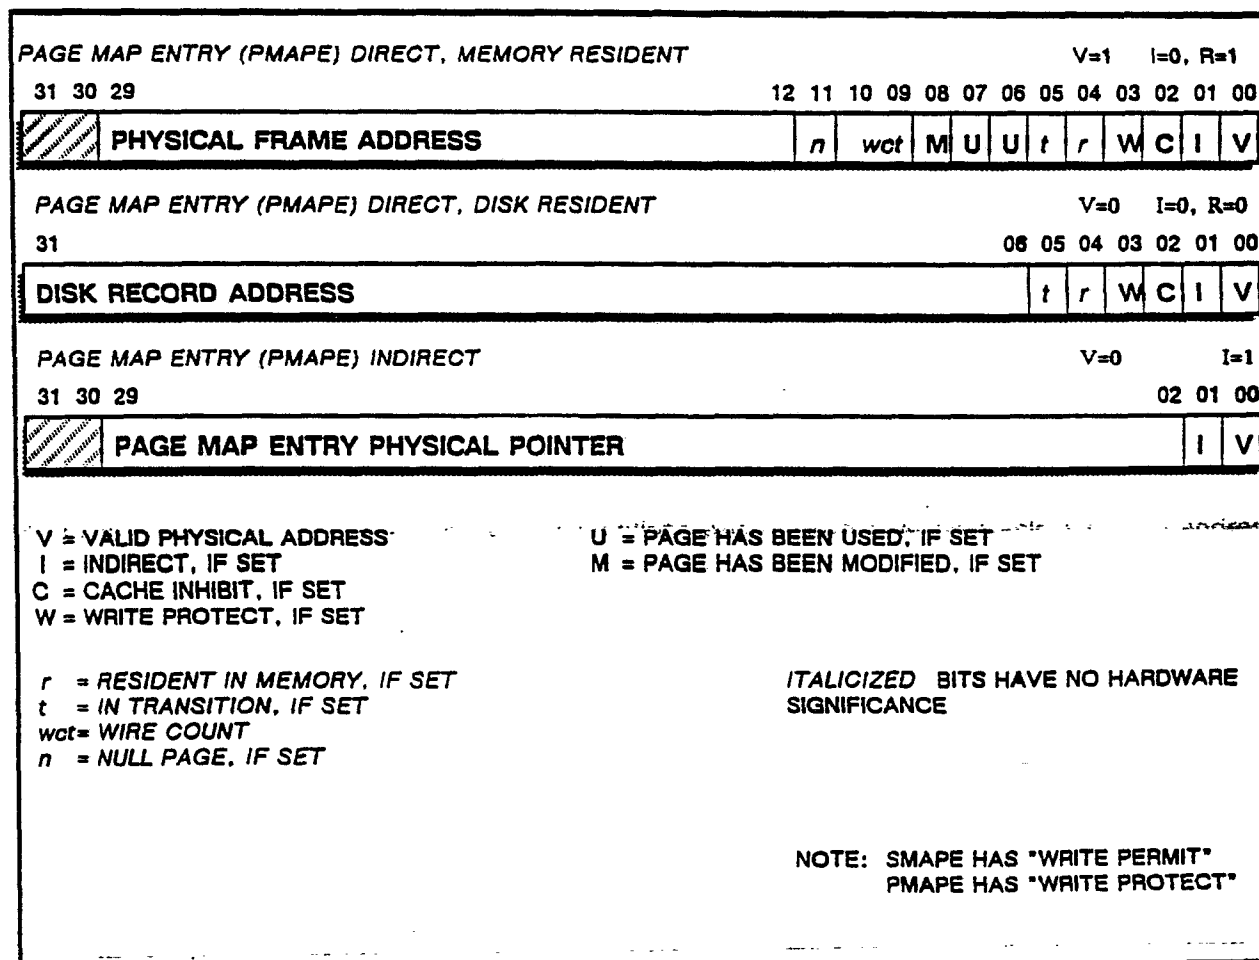 PAGE MAP ENTRY (PMAPE) DIRECT, MEMORY RESIDENT V=1 I=0, R=1
31 30 29 12 11 10 09 08 07 06 05 04 03 02 01 00
PHYSICAL FRAME ADDRESS n wct M U U t r W C I V
PAGE MAP ENTRY (PMAPE) DIRECT, DISK RESIDENT V=0 I=0, R=0
31 06 05 04 03 02 01 00
DISK RECORD ADDRESS t r W C I V
PAGE MAP ENTRY (PMAPE) INDIRECT V=0 I=1
31 30 29 02 01 00
PAGE MAP ENTRY PHYSICAL POINTER I V
V = VALID PHYSICAL ADDRESS U = PAGE HAS BEEN USED, IF SET
I = INDIRECT, IF SET M = PAGE HAS BEEN MODIFIED, IF SET
C = CACHE INHIBIT, IF SET
W = WRITE PROTECT, IF SET
r = RESIDENT IN MEMORY, IF SET ITALICIZED BITS HAVE NO HARDWARE
t = IN TRANSITION, IF SET SIGNIFICANCE
wct= WIRE COUNT
n = NULL PAGE, IF SET
NOTE: SMAPE HAS "WRITE PERMIT"
PMAPE HAS "WRITE PROTECT"